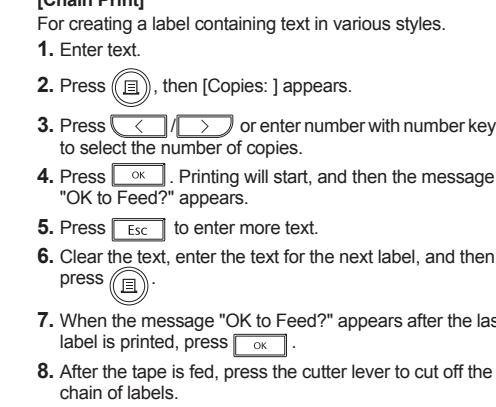 [Chain Print]
For creating a label containing text in various styles.
1. Enter text.
2. Press , then [Copies: ] appears.
3. Press < / > or enter number with number key
to select the number of copies.
4. Press OK . Printing will start, and then the message
"OK to Feed?" appears.
5. Press Esc to enter more text.
6. Clear the text, enter the text for the next label, and then
press .
7. When the message "OK to Feed?" appears after the las
label is printed, press OK .
8. After the tape is fed, press the cutter lever to cut off the
chain of labels.